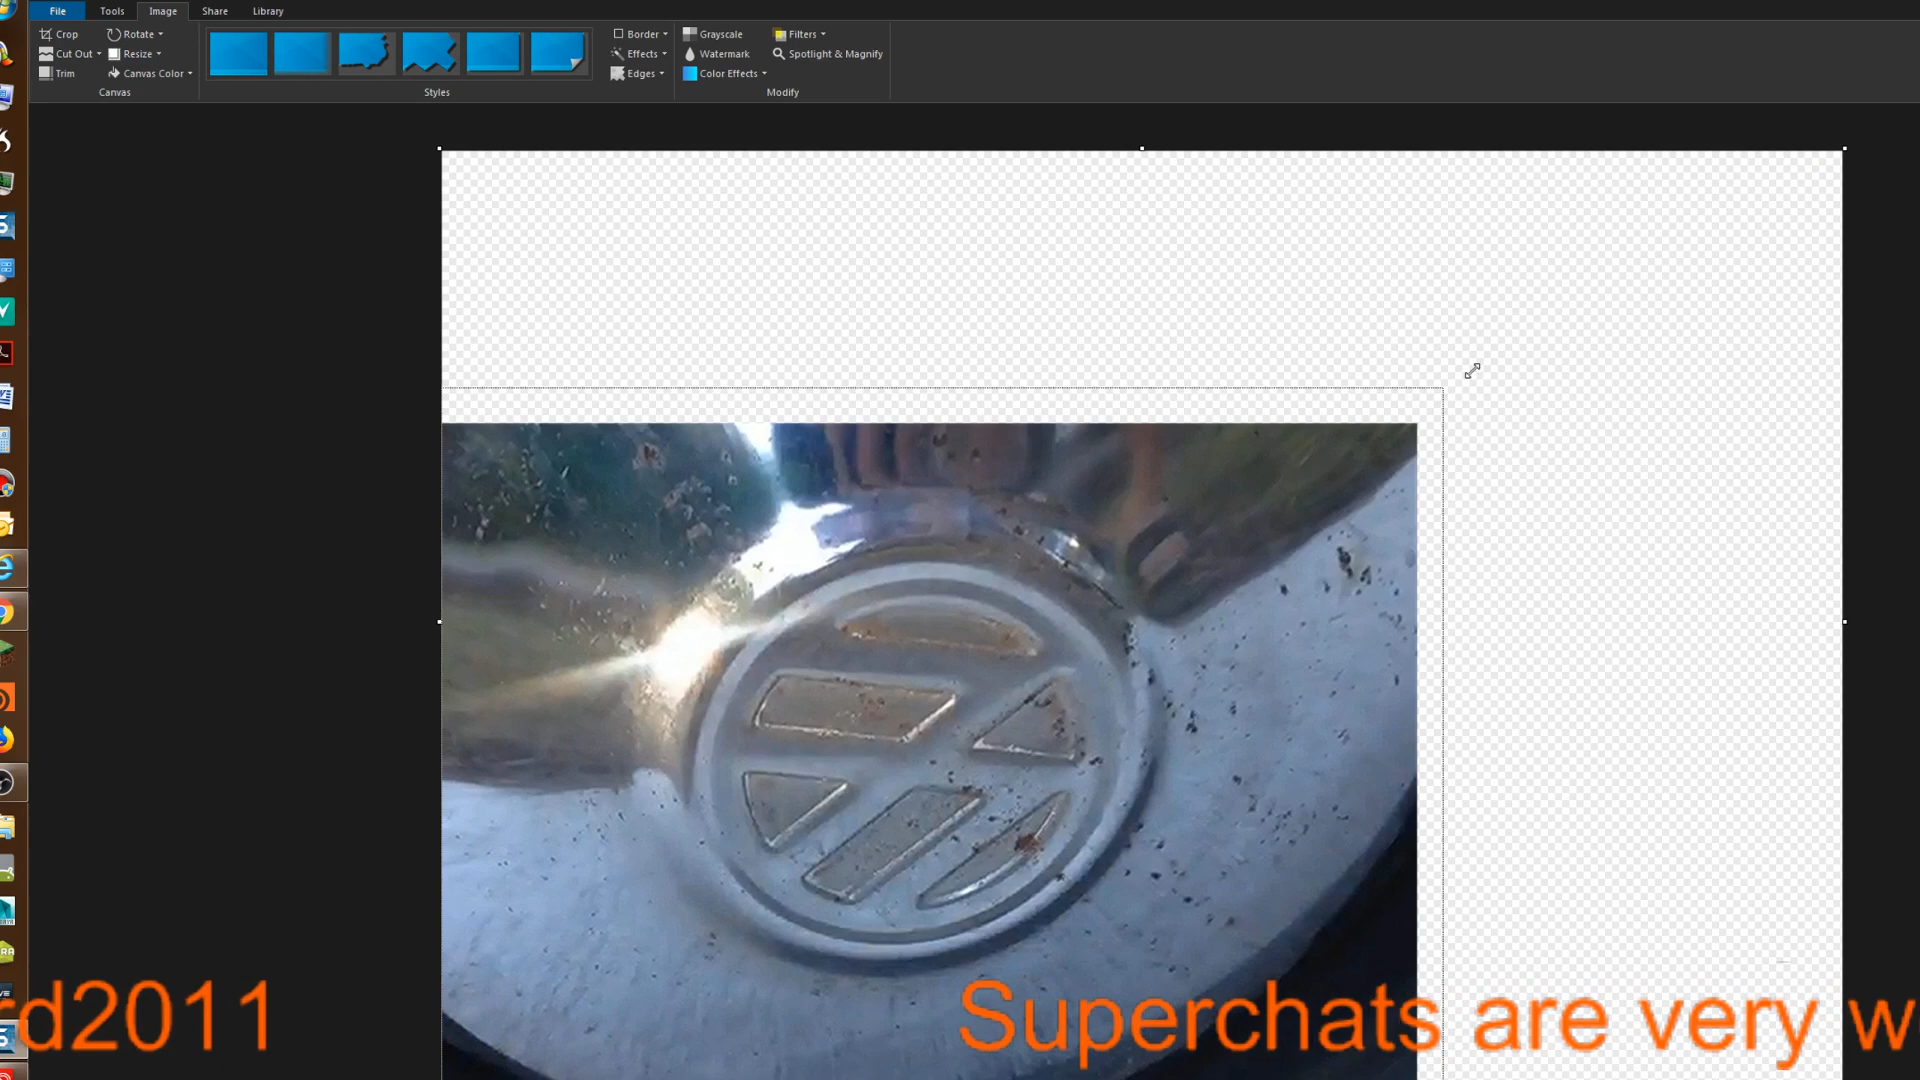 File Tools Image Share Library
Crop Rotate Border Grayscale Filters
Cut Out Resize Effects Watermark Spotlight & Magnify
Trim Canvas Color Edges Color Effects
Canvas Styles Modify
rd2011 Superchats are very w